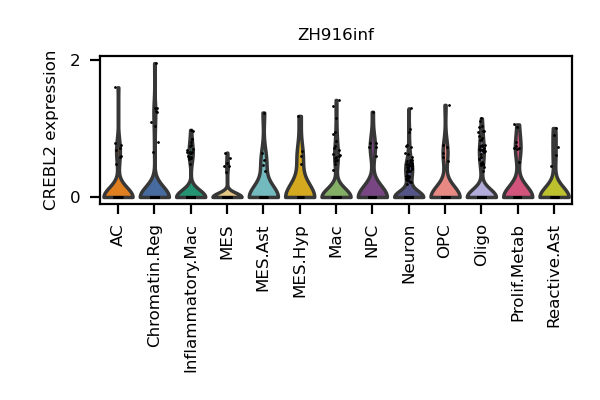 ZH916inf
CREBL2 expression
2
0
AC
Chromatin.Reg
Inflammatory.Mac
MES
MES.Ast
MES.Hyp
Mac
NPC
Neuron
OPC
Oligo
Prolif.Metab
Reactive.Ast